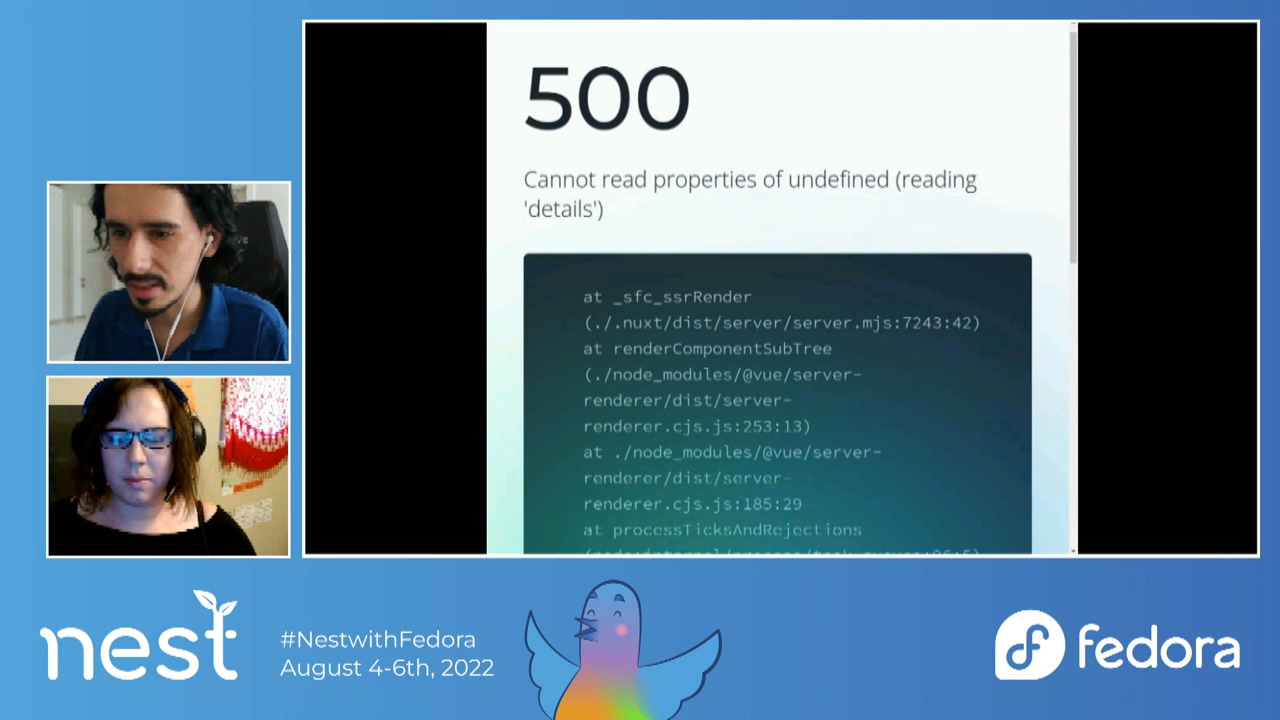 500
Cannot read properties of undefined (reading
'details')
at _sfc_ssrRender
(./.nuxt/dist/server/server.mjs:7243:42)
at renderComponentSubTree
(./node_modules/@vue/server-
renderer/dist/server-
renderer.cjs.js:253:13)
at ./node_modules/@vue/server-
renderer/dist/server-
renderer.cjs.js:185:29
at processTicksAndRejections
nest
#NestwithFedora
August 4-6th, 2022
fedora